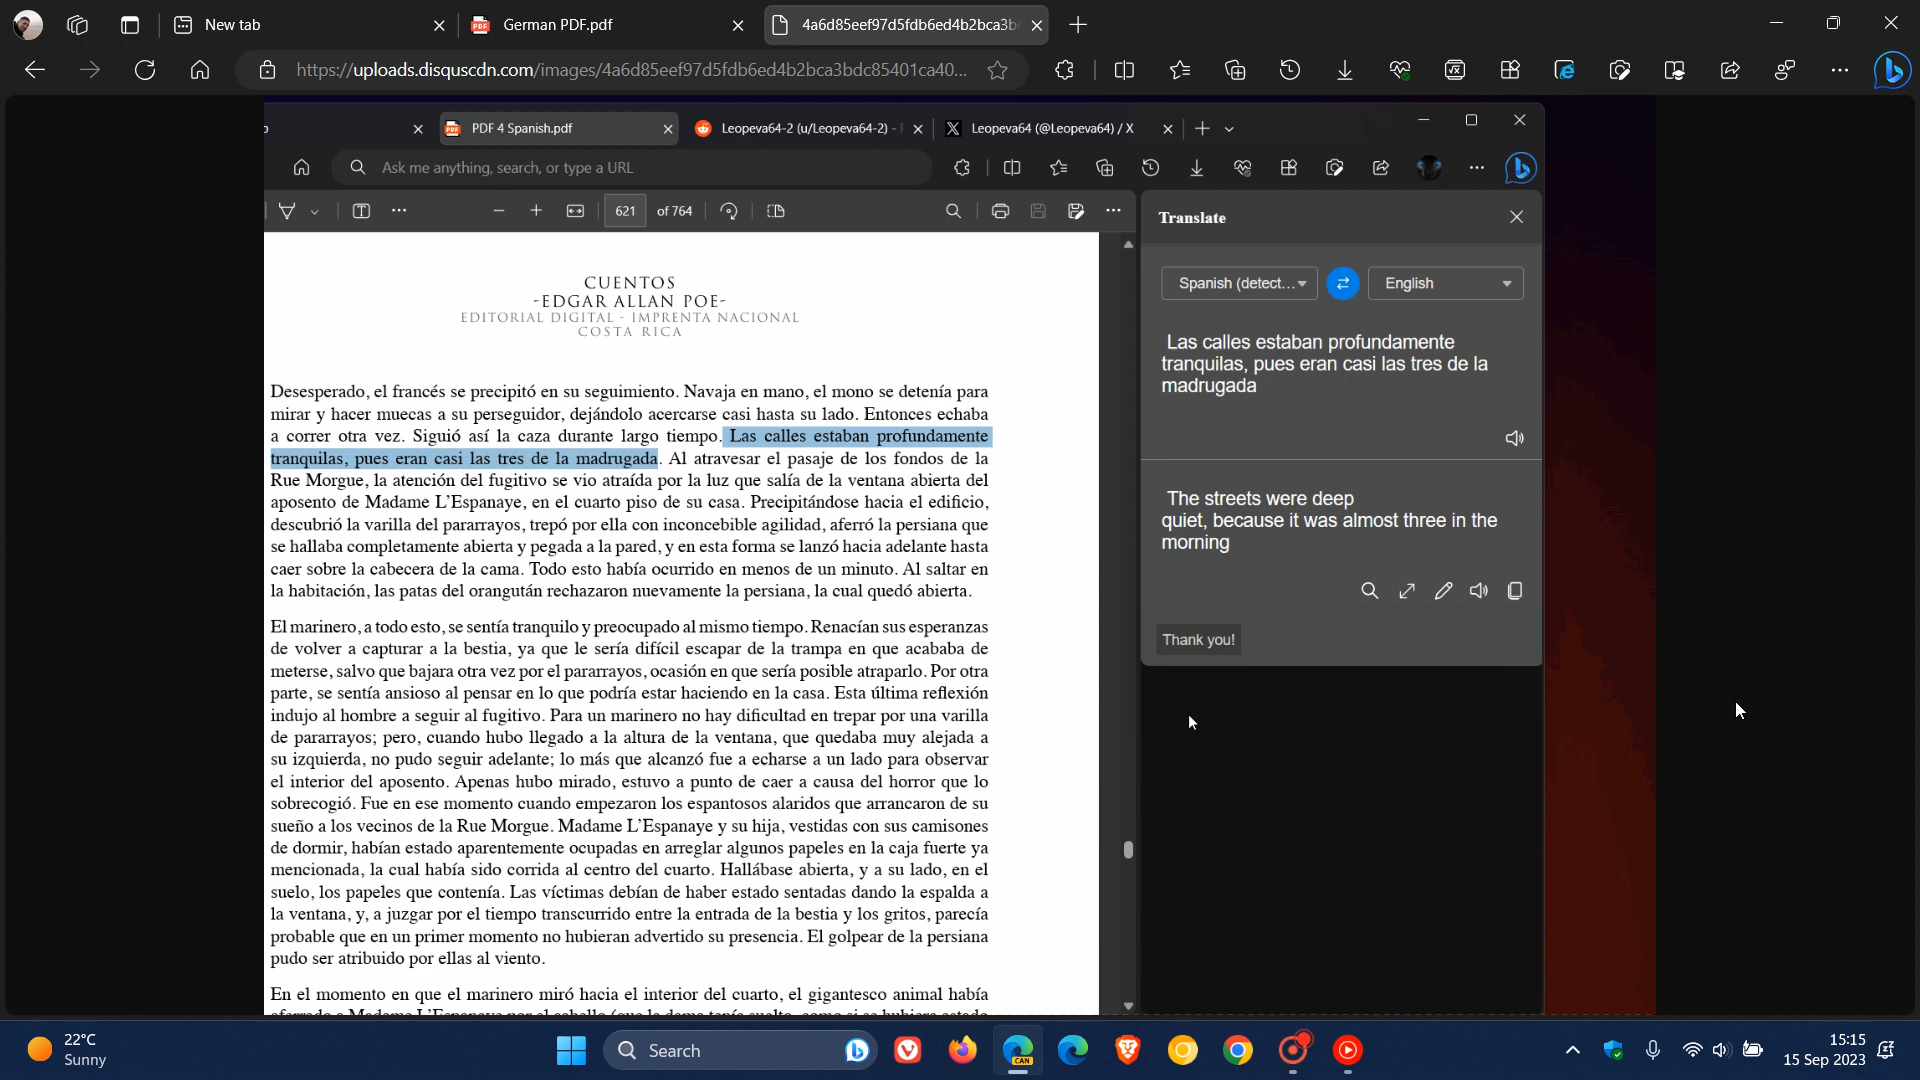 New tab
German PDF.pdf
4a6d85eef97d5fdb6ed4b2bca3b
https://uploads.disquscdn.com/images/4a6d85eef97d5fdb6ed4b2bca3bdc85401ca40...
PDF 4 Spanish.pdf
Leopeva64-2 (u/Leopeva64-2) -
Leopeva64 (@Leopeva64) / X
Ask me anything, search, or type a URL
621 of 764
Translate
Spanish (detect...
English
Las calles estaban profundamente
tranquilas, pues eran casi las tres de la
madrugada
The streets were deep
quiet, because it was almost three in the
morning
Thank you!
CUENTOS
-EDGAR ALLAN POE-
EDITORIAL DIGITAL - IMPRENTA NACIONAL
COSTA RICA
Desesperado, el francés se precipitó en su seguimiento. Navaja en mano, el mono se detenía para
mirar y hacer muecas a su perseguidor, dejándolo acercarse casi hasta su lado. Entonces echaba
a correr otra vez. Siguió así la caza durante largo tiempo. Las calles estaban profundamente
tranquilas, pues eran casi las tres de la madrugada. Al atravesar el pasaje de los fondos de la
Rue Morgue, la atención del fugitivo se vio atraída por la luz que salía de la ventana abierta del
aposento de Madame L’Espanaye, en el cuarto piso de su casa. Precipitándose hacia el edificio,
descubrió la varilla del pararrayos, trepó por ella con inconcebible agilidad, aferró la persiana que
se hallaba completamente abierta y pegada a la pared, y en esta forma se lanzó hacia adelante hasta
caer sobre la cabecera de la cama. Todo esto había ocurrido en menos de un minuto. Al saltar en
la habitación, las patas del orangután rechazaron nuevamente la persiana, la cual quedó abierta.
El marinero, a todo esto, se sentía tranquilo y preocupado al mismo tiempo. Renacían sus esperanzas
de volver a capturar a la bestia, ya que le sería difícil escapar de la trampa en que acababa de
meterse, salvo que bajara otra vez por el pararrayos, ocasión en que sería posible atraparlo. Por otra
parte, se sentía ansioso al pensar en lo que podría estar haciendo en la casa. Esta última reflexión
indujo al hombre a seguir al fugitivo. Para un marinero no hay dificultad en trepar por una varilla
de pararrayos; pero, cuando hubo llegado a la altura de la ventana, que quedaba muy alejada a
su izquierda, no pudo seguir adelante; lo más que alcanzó fue a echarse a un lado para observar
el interior del aposento. Apenas hubo mirado, estuvo a punto de caer a causa del horror que lo
sobrecogió. Fue en ese momento cuando empezaron los espantosos alaridos que arrancaron de su
sueño a los vecinos de la Rue Morgue. Madame L’Espanaye y su hija, vestidas con sus camisones
de dormir, habían estado aparentemente ocupadas en arreglar algunos papeles en la caja fuerte ya
mencionada, la cual había sido corrida al centro del cuarto. Hallábase abierta, y a su lado, en el
suelo, los papeles que contenía. Las víctimas debían de haber estado sentadas dando la espalda a
la ventana, y, a juzgar por el tiempo transcurrido entre la entrada de la bestia y los gritos, parecía
probable que en un primer momento no hubieran advertido su presencia. El golpear de la persiana
pudo ser atribuido por ellas al viento.
En el momento en que el marinero miró hacia el interior del cuarto, el gigantesco animal había
22°C
Sunny
Search
CAN
15:15
15 Sep 2023